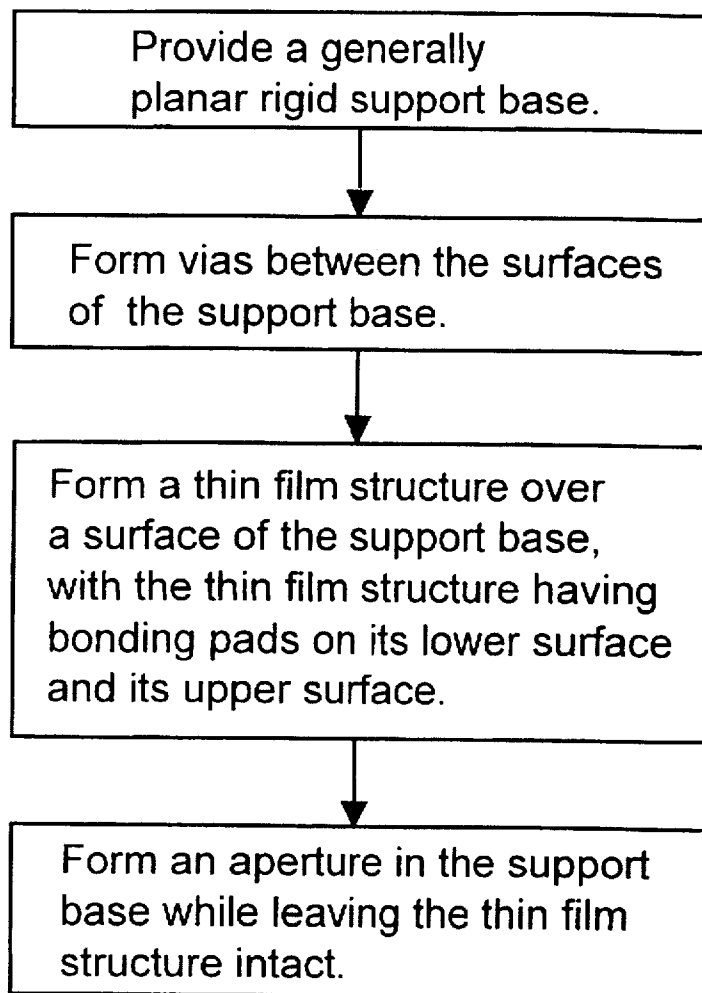 Provide a generally
planar rigid support base.
Form vias between the surfaces
of the support base.
Form a thin film structure over
a surface of the support base,
with the thin film structure having
bonding pads on its lower surface
and its upper surface.
Form an aperture in the support
base while leaving the thin film
structure intact.